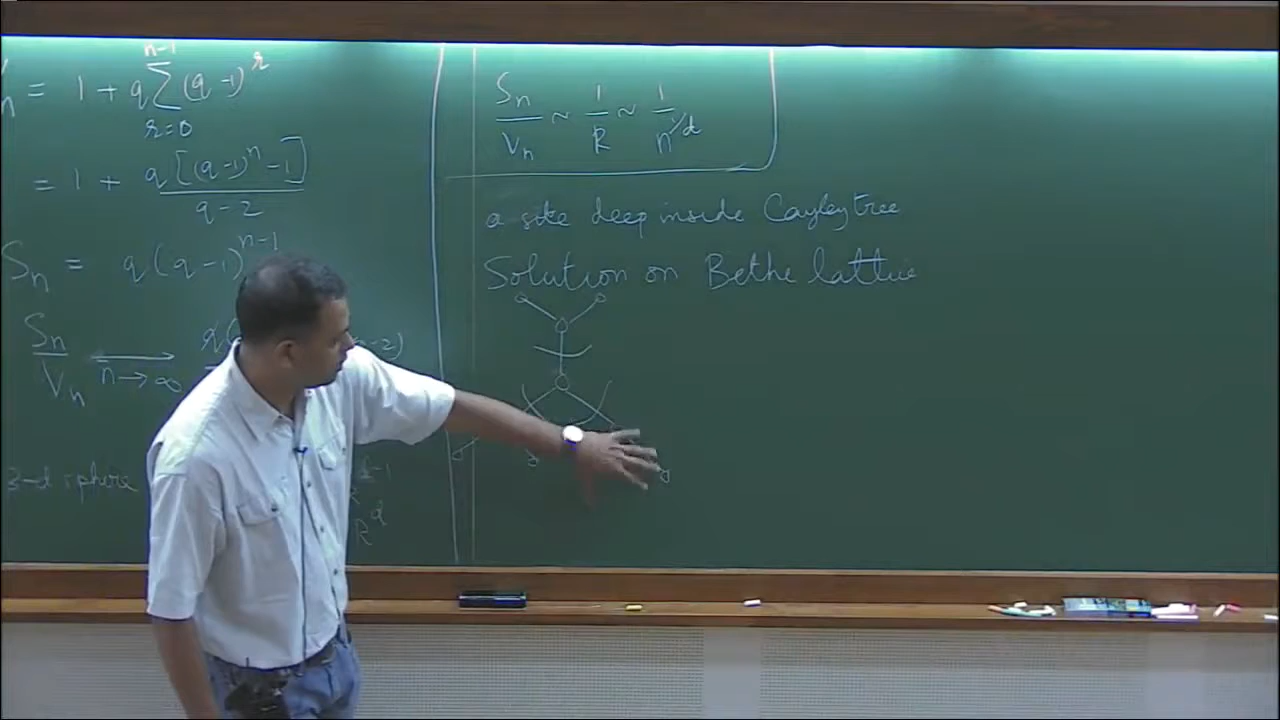 n = 1 + q Σ_{r=0}^{n-1} (q-1)^r
= 1 + q[(q-1)^n - 1] / q-2
S_n = q(q-1)^{n-1}
S_n / V_n → n→∞
3-d sphere
S_n / V_n ~ 1/R ~ 1/n^{1/d}
a site deep inside Cayley tree
Solution on Bethe lattice